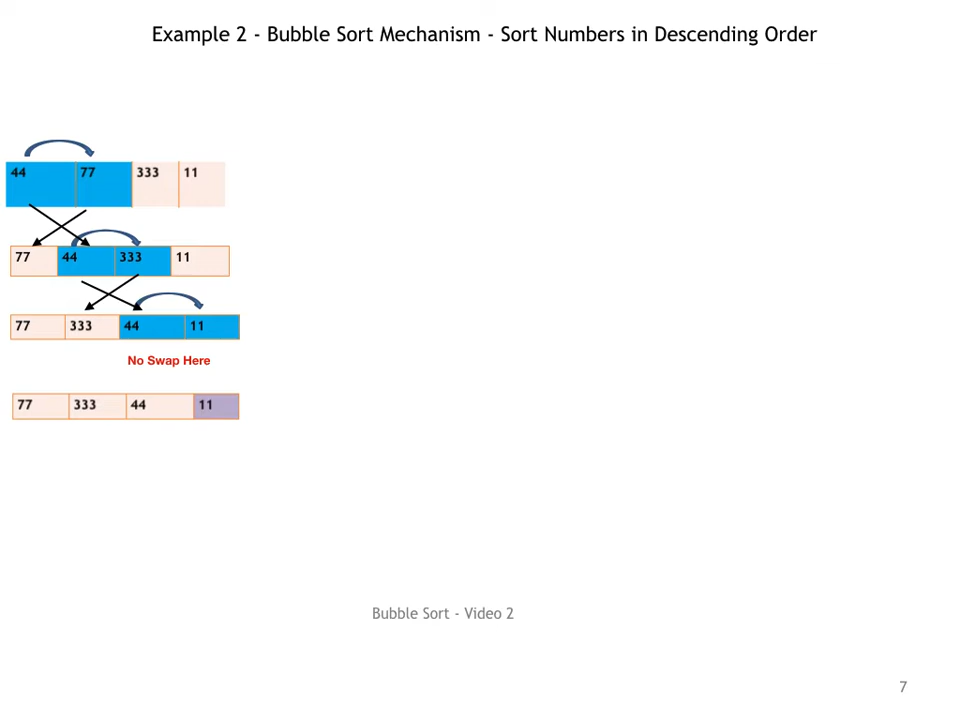 Example 2 - Bubble Sort Mechanism - Sort Numbers in Descending Order
44 77 333 11
77 44 333 11
77 333 44 11
No Swap Here
77 333 44 11
Bubble Sort - Video 2
7